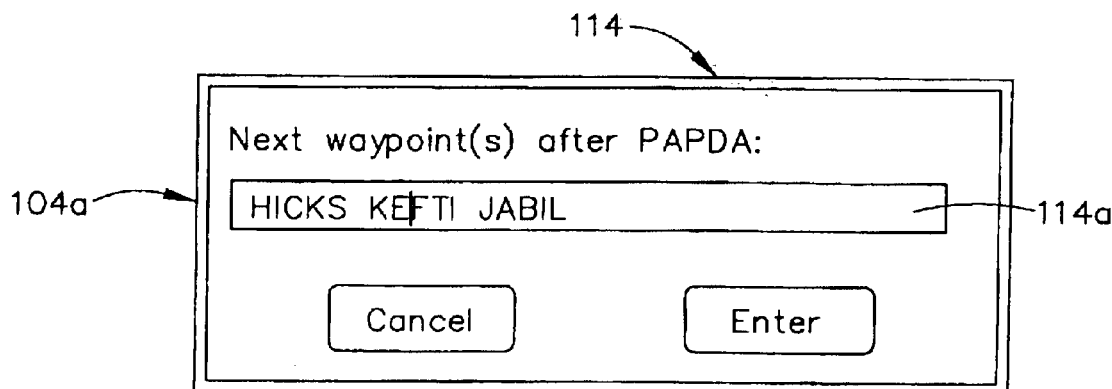 114
Next waypoint(s) after PAPDA:
104a
HICKS KEFTI JABIL
114a
Cancel
Enter